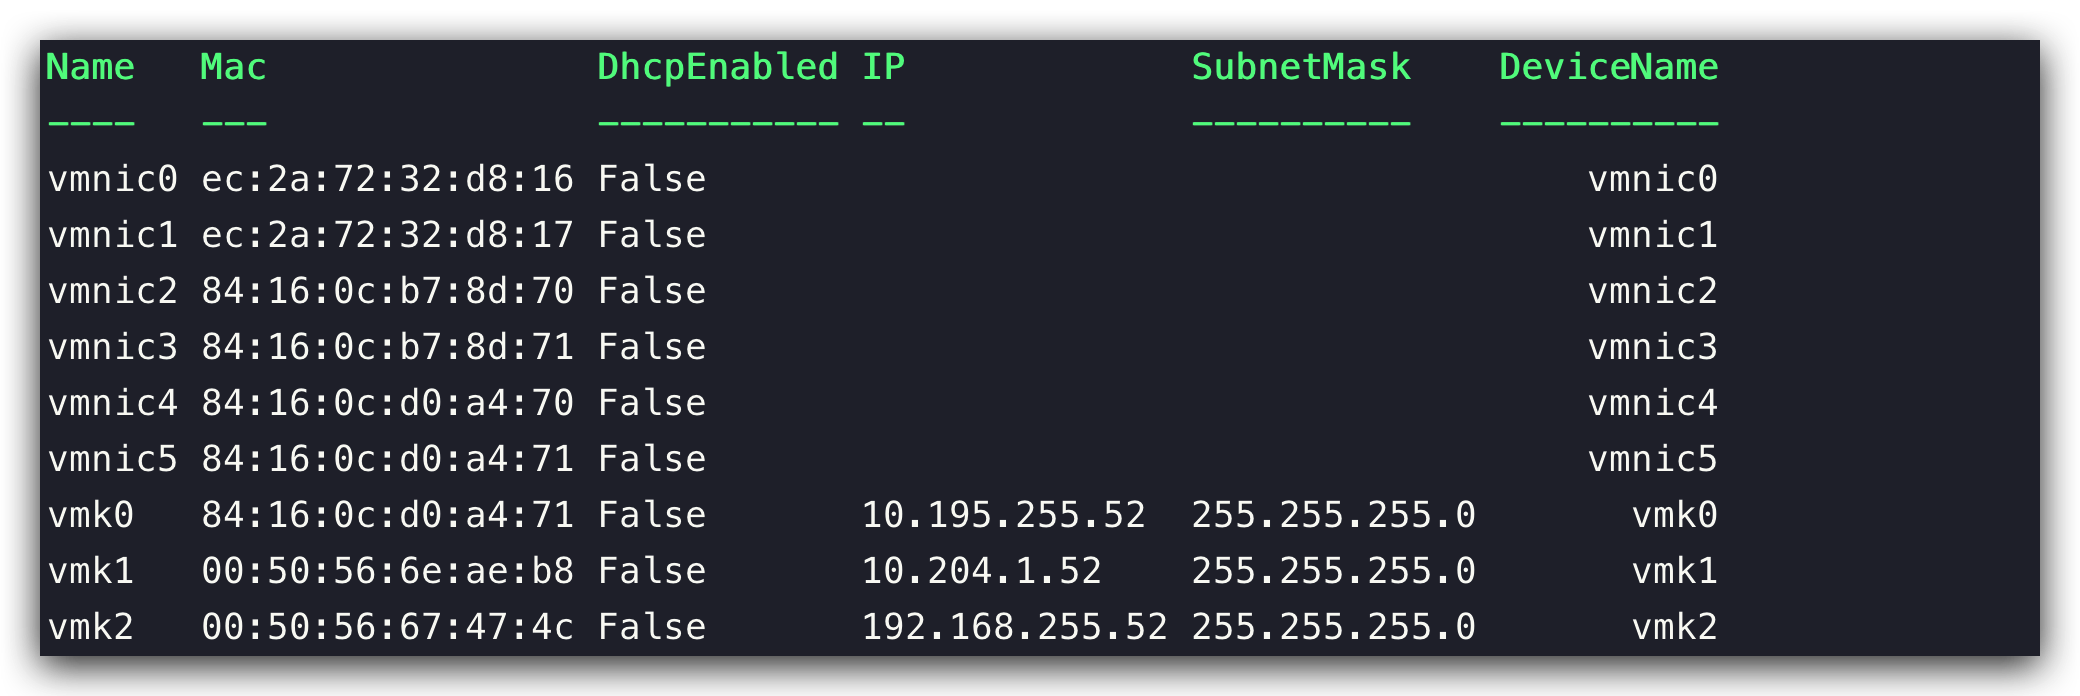 Name   Mac               DhcpEnabled IP             SubnetMask    DeviceName
----   ---               ----------- --             ----------    ----------
vmnic0 ec:2a:72:32:d8:16 False                                        vmnic0
vmnic1 ec:2a:72:32:d8:17 False                                        vmnic1
vmnic2 84:16:0c:b7:8d:70 False                                        vmnic2
vmnic3 84:16:0c:b7:8d:71 False                                        vmnic3
vmnic4 84:16:0c:d0:a4:70 False                                        vmnic4
vmnic5 84:16:0c:d0:a4:71 False                                        vmnic5
vmk0   84:16:0c:d0:a4:71 False       10.195.255.52  255.255.255.0       vmk0
vmk1   00:50:56:6e:ae:b8 False       10.204.1.52    255.255.255.0       vmk1
vmk2   00:50:56:67:47:4c False       192.168.255.52 255.255.255.0       vmk2